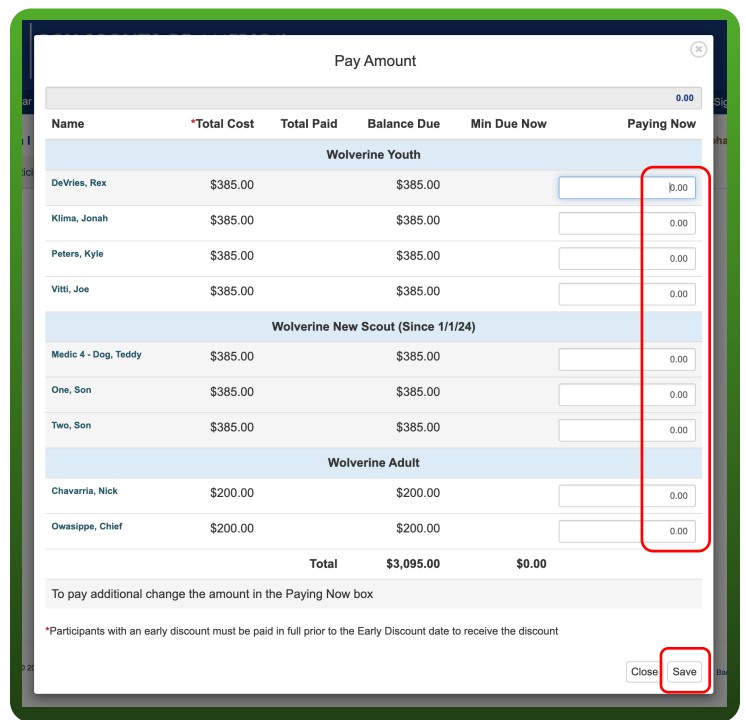 Pay Amount
0.00
Name *Total Cost Total Paid Balance Due Min Due Now Paying Now
Wolverine Youth
DeVries, Rex $385.00 $385.00 0.00
Klima, Jonah $385.00 $385.00 0.00
Peters, Kyle $385.00 $385.00 0.00
Vitti, Joe $385.00 $385.00 0.00
Wolverine New Scout (Since 1/1/24)
Medic 4 - Dog, Teddy $385.00 $385.00 0.00
One, Son $385.00 $385.00 0.00
Two, Son $385.00 $385.00 0.00
Wolverine Adult
Chavarria, Nick $200.00 $200.00 0.00
Owasippe, Chief $200.00 $200.00 0.00
Total $3,095.00 $0.00
To pay additional change the amount in the Paying Now box
*Participants with an early discount must be paid in full prior to the Early Discount date to receive the discount
Close Save